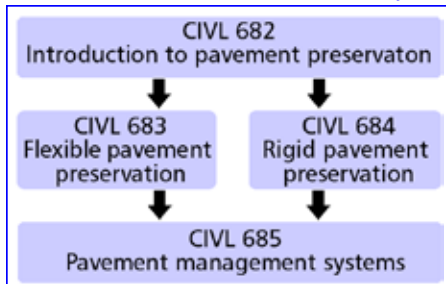 CIVL 682
Introduction to pavement preservaton
CIVL 683
Flexible pavement
preservation
CIVL 684
Rigid pavement
preservation
CIVL 685
Pavement management systems